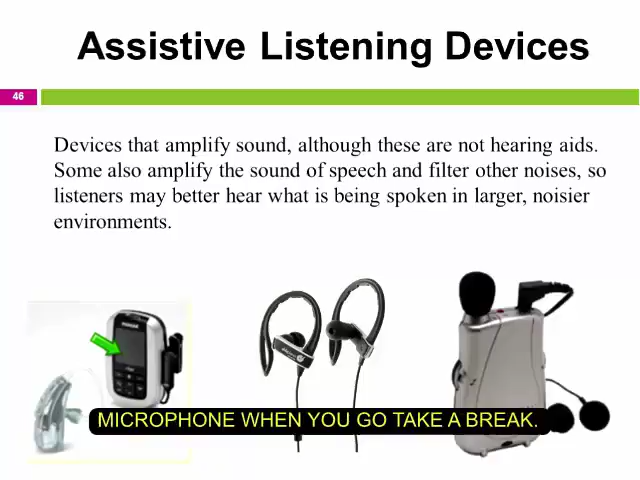 Assistive Listening Devices
46
Devices that amplify sound, although these are not hearing aids.
Some also amplify the sound of speech and filter other noises, so
listeners may better hear what is being spoken in larger, noisier
environments.
MICROPHONE WHEN YOU GO TAKE A BREAK.